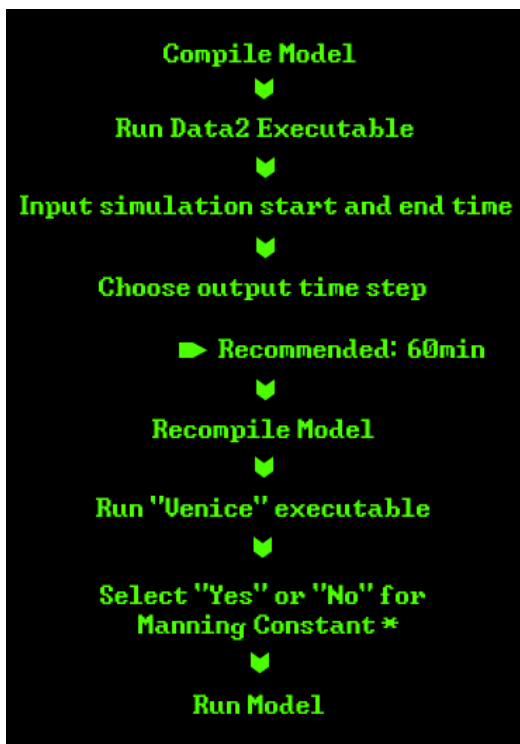 Compile Model
Run Data2 Executable
Input simulation start and end time
Choose output time step
Recommended: 60min
Recompile Model
Run "Venice" executable
Select "Yes" or "No" for
Manning Constant *
Run Model